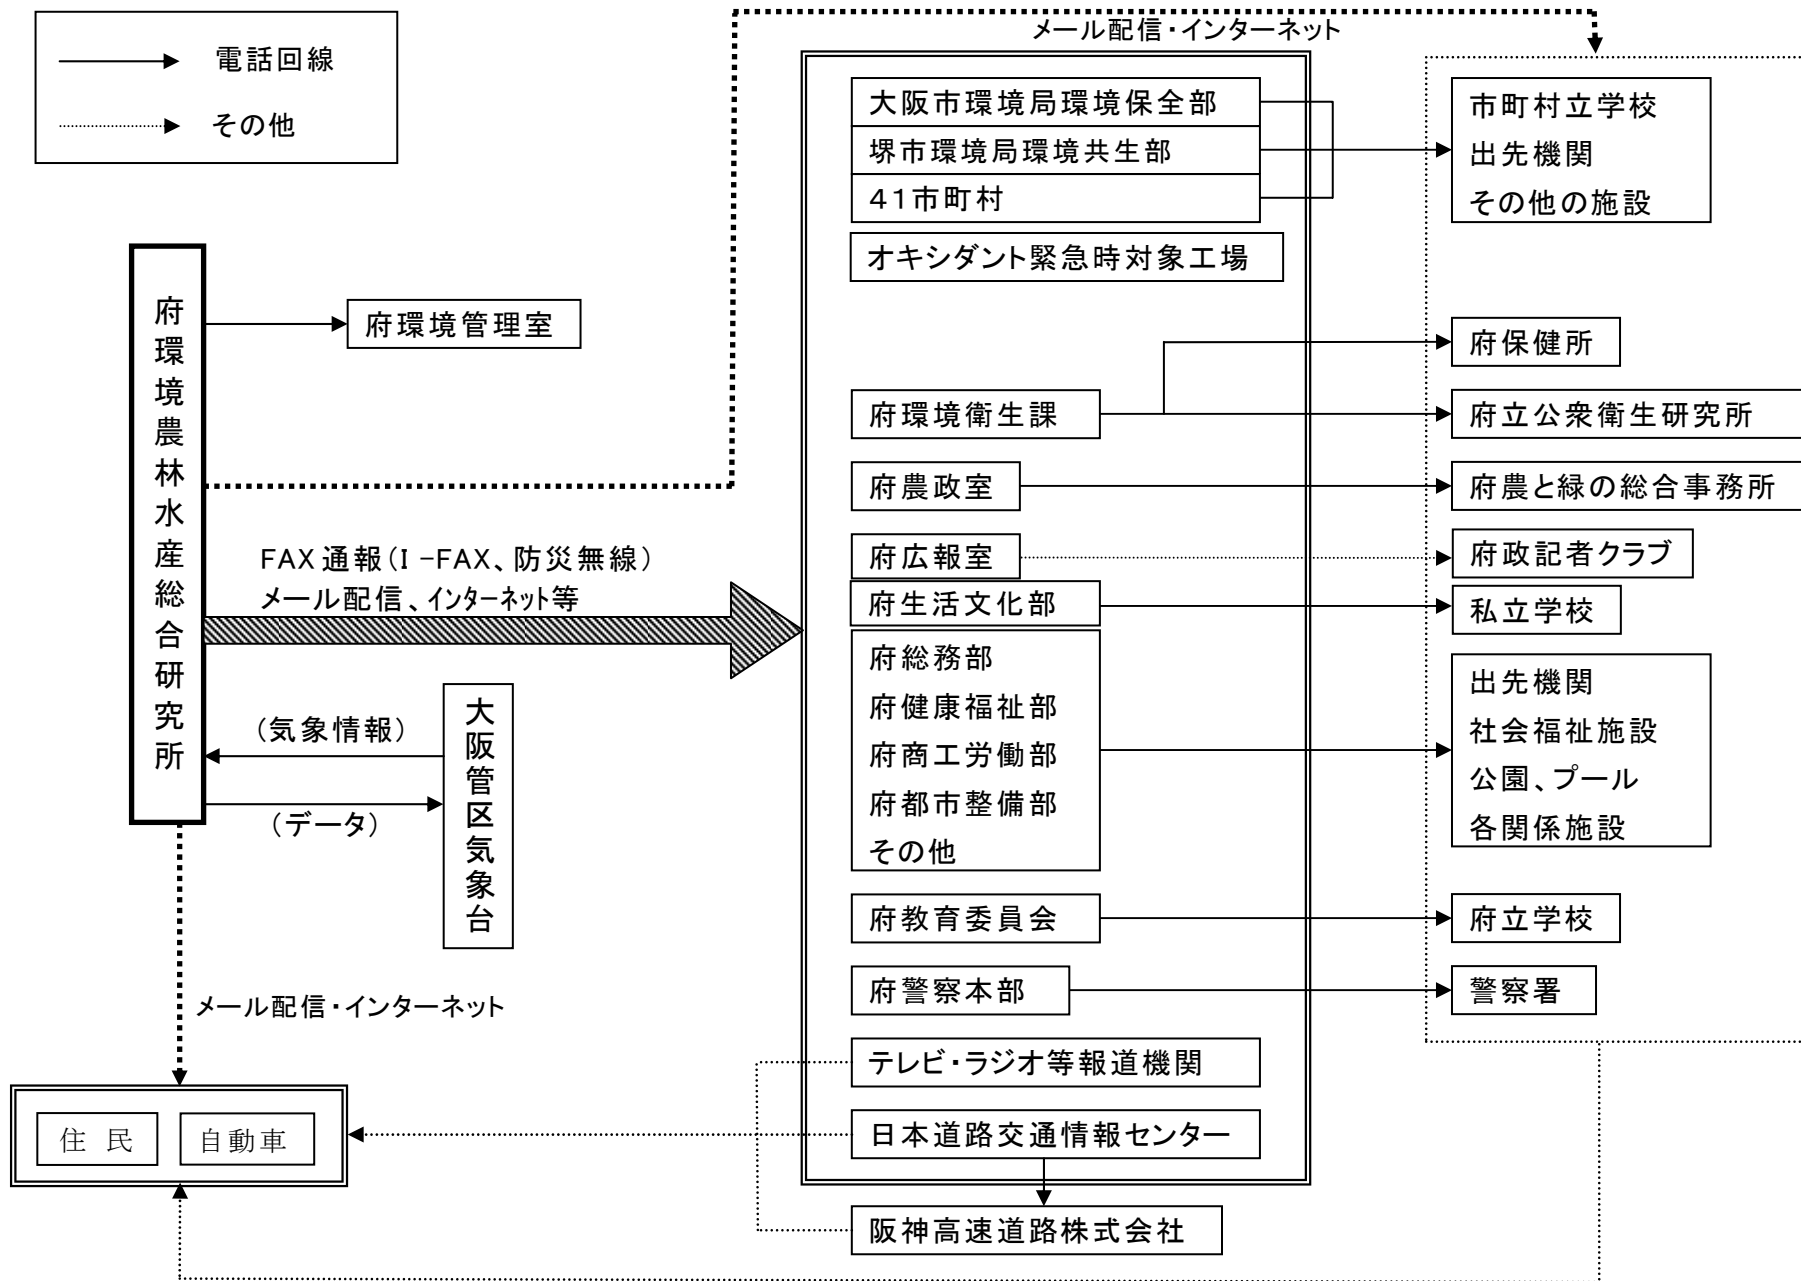 電話回線
その他
メール配信・インターネット
大阪市環境局環境保全部
堺市環境局環境共生部
41市町村
オキシダント緊急時対象工場
市町村立学校
出先機関
その他の施設
府環境農林水産総合研究所
府環境管理室
府保健所
府環境衛生課
府立公衆衛生研究所
府農政室
府農と緑の総合事務所
FAX通報(I-FAX、防災無線)
メール配信、インターネット等
府広報室
府政記者クラブ
府生活文化部
私立学校
府総務部
府健康福祉部
府商工労働部
府都市整備部
その他
出先機関
社会福祉施設
公園、プール
各関係施設
(気象情報)
(データ)
大阪管区気象台
府教育委員会
府立学校
府警察本部
警察署
メール配信・インターネット
テレビ・ラジオ等報道機関
住 民
自動車
日本道路交通情報センター
阪神高速道路株式会社